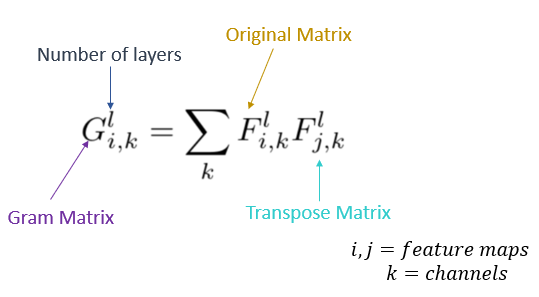 Original Matrix
Number of layers
G^l_{i,k} = \sum_k F^l_{i,k} F^l_{j,k}
Gram Matrix
Transpose Matrix
i, j = feature maps
k = channels